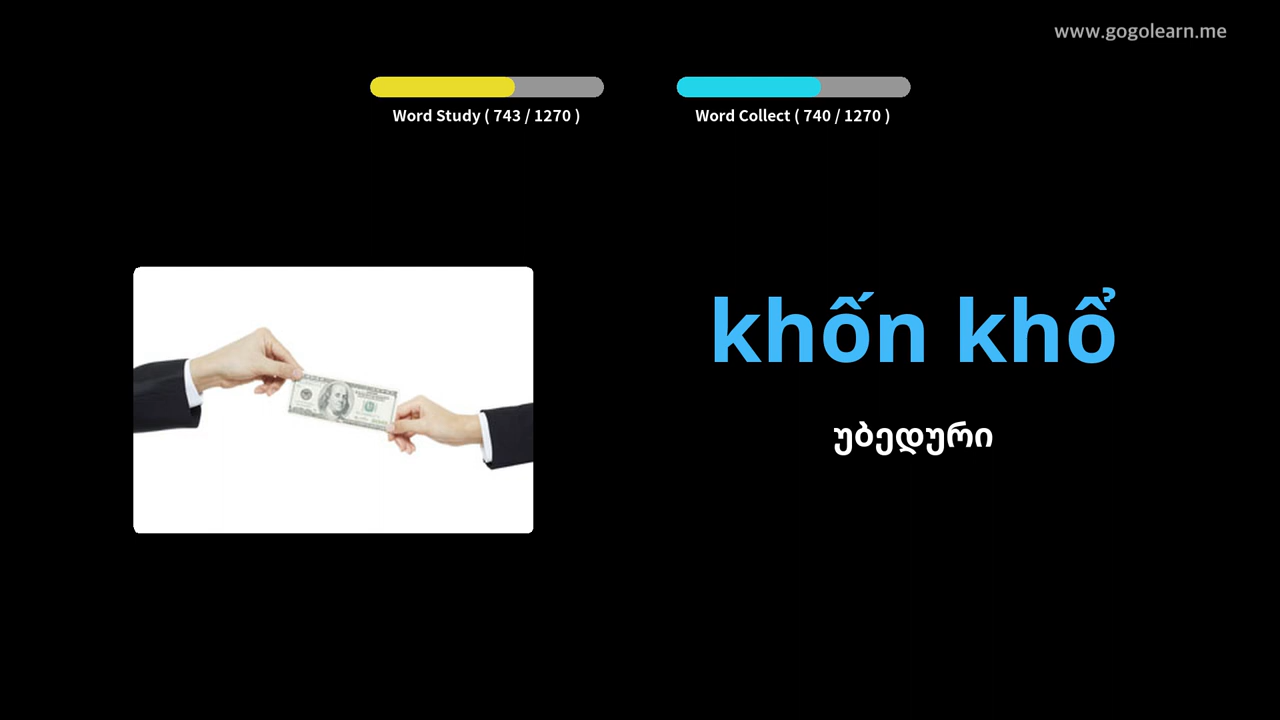 www.gogolearn.me
Word Study ( 743 / 1270 )
Word Collect ( 740 / 1270 )
khốn khổ
უბედური